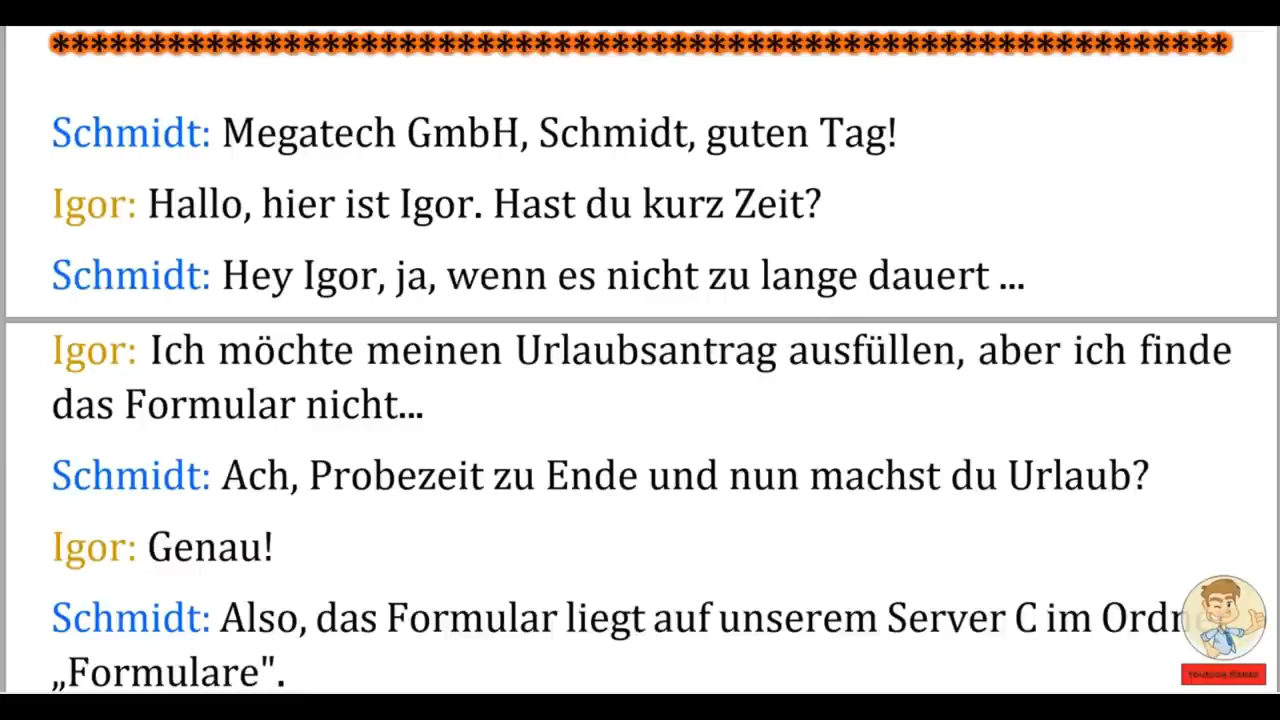 **************************************************************
Schmidt: Megatech GmbH, Schmidt, guten Tag!
Igor: Hallo, hier ist Igor. Hast du kurz Zeit?
Schmidt: Hey Igor, ja, wenn es nicht zu lange dauert ...
Igor: Ich möchte meinen Urlaubsantrag ausfüllen, aber ich finde
das Formular nicht...
Schmidt: Ach, Probezeit zu Ende und nun machst du Urlaub?
Igor: Genau!
Schmidt: Also, das Formular liegt auf unserem Server C im
„Formulare".